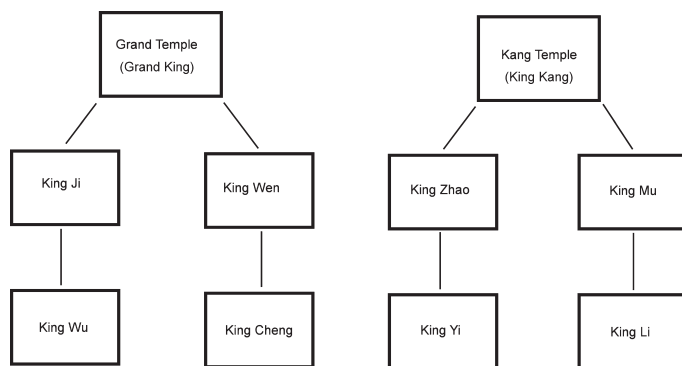 Grand Temple
(Grand King)
Kang Temple
(King Kang)
King Ji
King Wen
King Zhao
King Mu
King Wu
King Cheng
King Yi
King Li